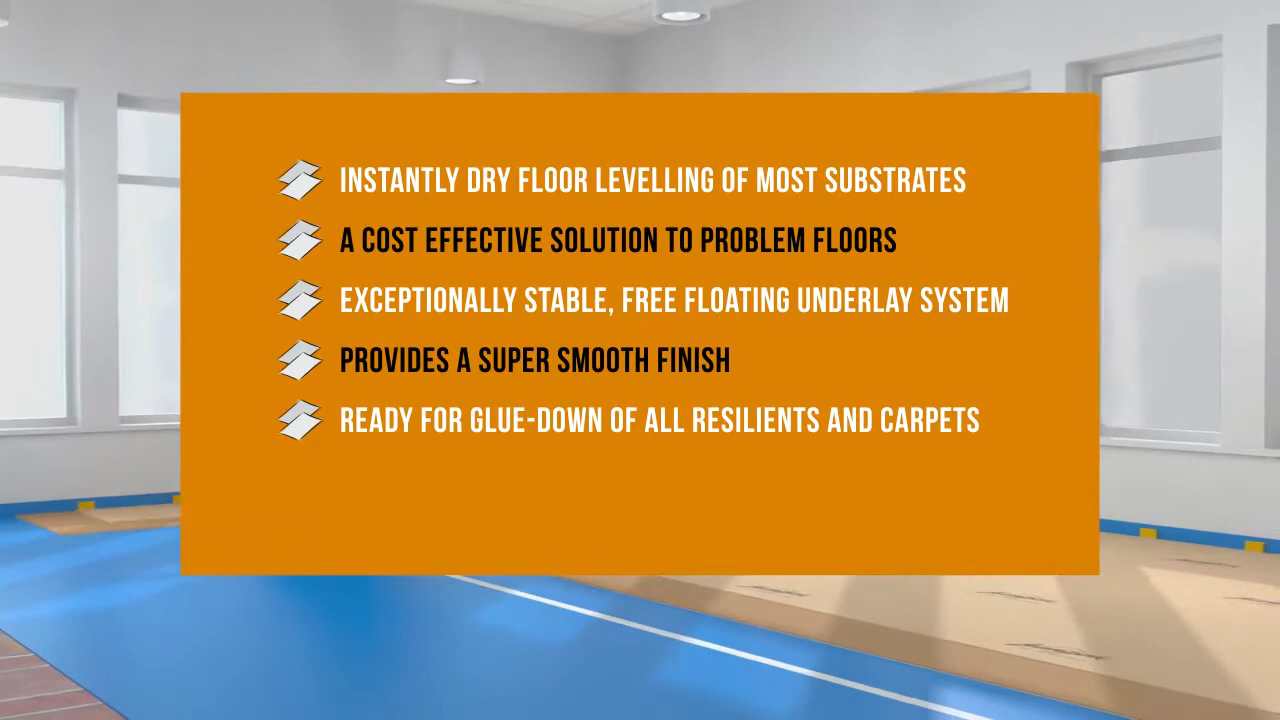 INSTANTLY DRY FLOOR LEVELLING OF MOST SUBSTRATES
A COST EFFECTIVE SOLUTION TO PROBLEM FLOORS
EXCEPTIONALLY STABLE, FREE FLOATING UNDERLAY SYSTEM
PROVIDES A SUPER SMOOTH FINISH
READY FOR GLUE-DOWN OF ALL RESILIENTS AND CARPETS